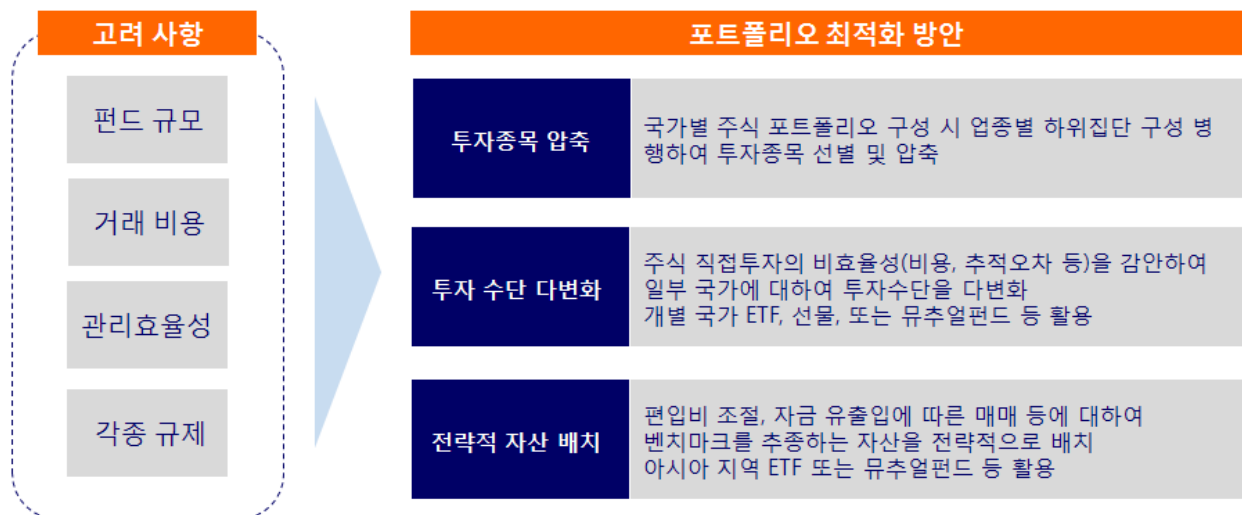 고려 사항
펀드 규모
거래 비용
관리효율성
각종 규제
포트폴리오 최적화 방안
투자종목 압축
국가별 주식 포트폴리오 구성 시 업종별 하위집단 구성 병
행하여 투자종목 선별 및 압축
투자 수단 다변화
주식 직접투자의 비효율성(비용, 추적오차 등)을 감안하여
일부 국가에 대하여 투자수단을 다변화
개별 국가 ETF, 선물, 또는 뮤추얼펀드 등 활용
전략적 자산 배치
편입비 조절, 자금 유출입에 따른 매매 등에 대하여
벤치마크를 추종하는 자산을 전략적으로 배치
아시아 지역 ETF 또는 뮤추얼펀드 등 활용